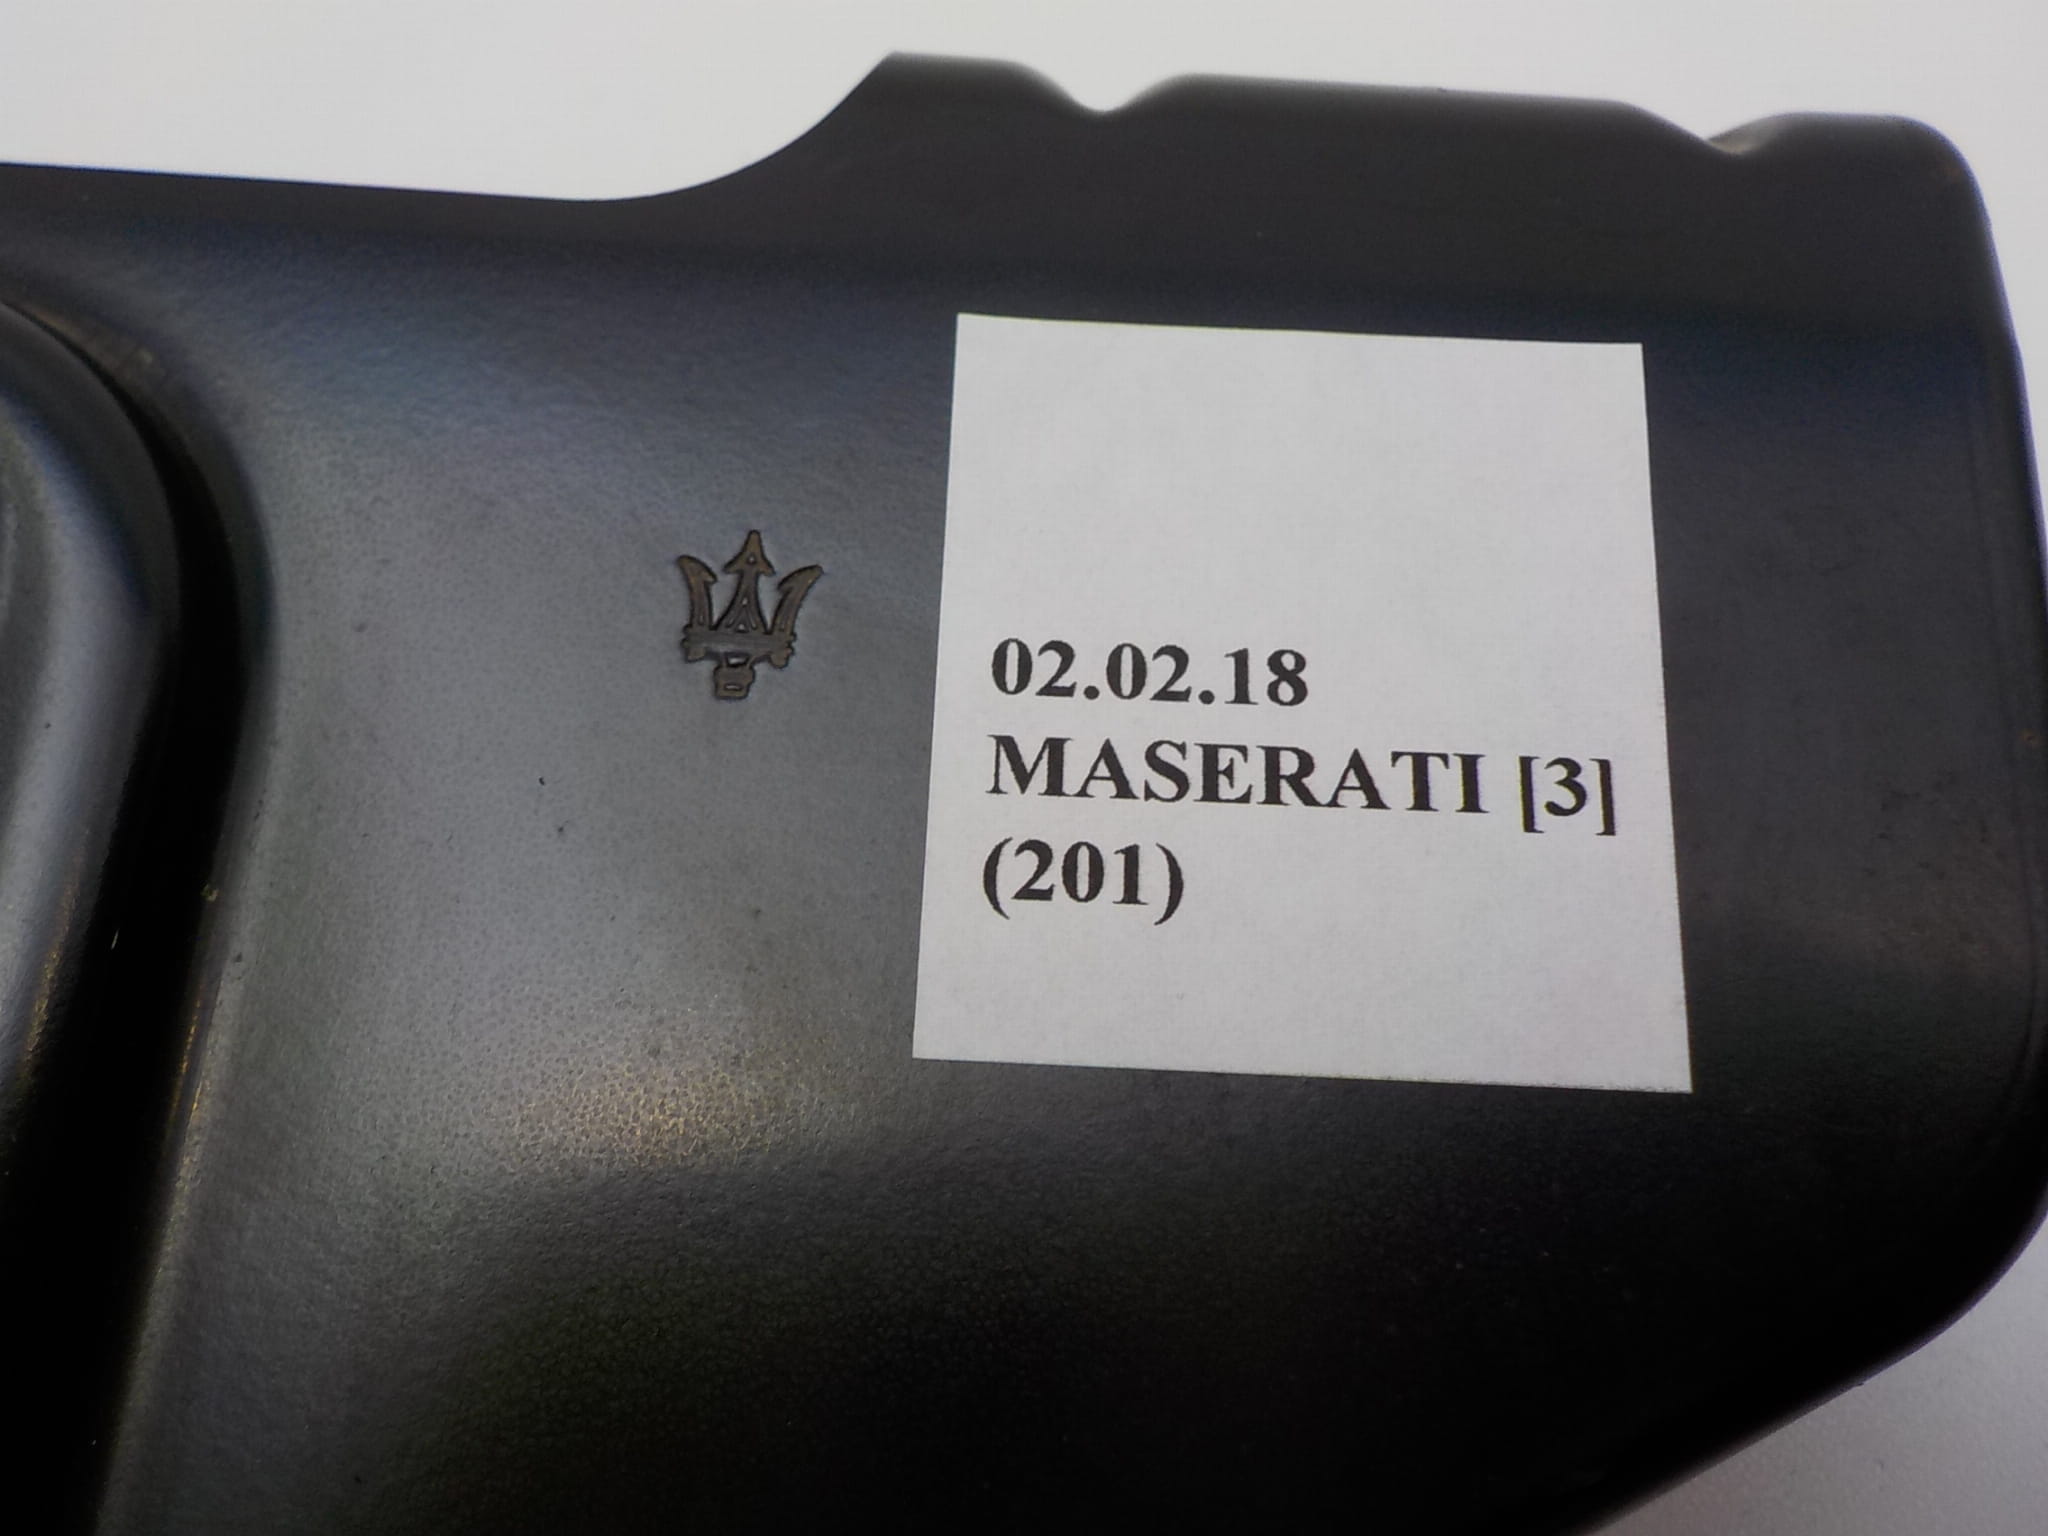 02.02.18
MASERATI [3]
(201)